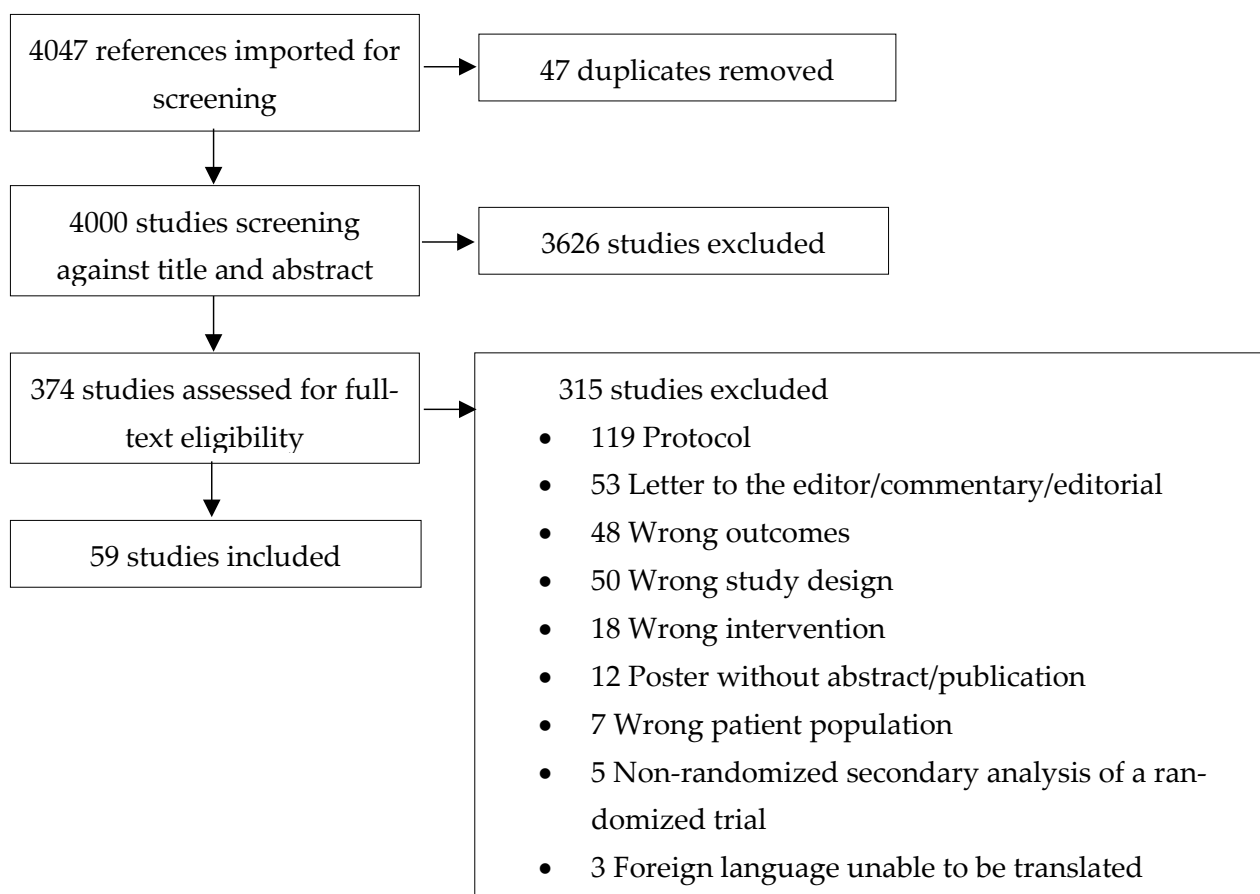 4047 references imported for
screening
47 duplicates removed
4000 studies screening
against title and abstract
3626 studies excluded
374 studies assessed for full-
text eligibility
59 studies included
315 studies excluded
• 119 Protocol
• 53 Letter to the editor/commentary/editorial
• 48 Wrong outcomes
• 50 Wrong study design
• 18 Wrong intervention
• 12 Poster without abstract/publication
• 7 Wrong patient population
• 5 Non-randomized secondary analysis of a ran-
domized trial
• 3 Foreign language unable to be translated